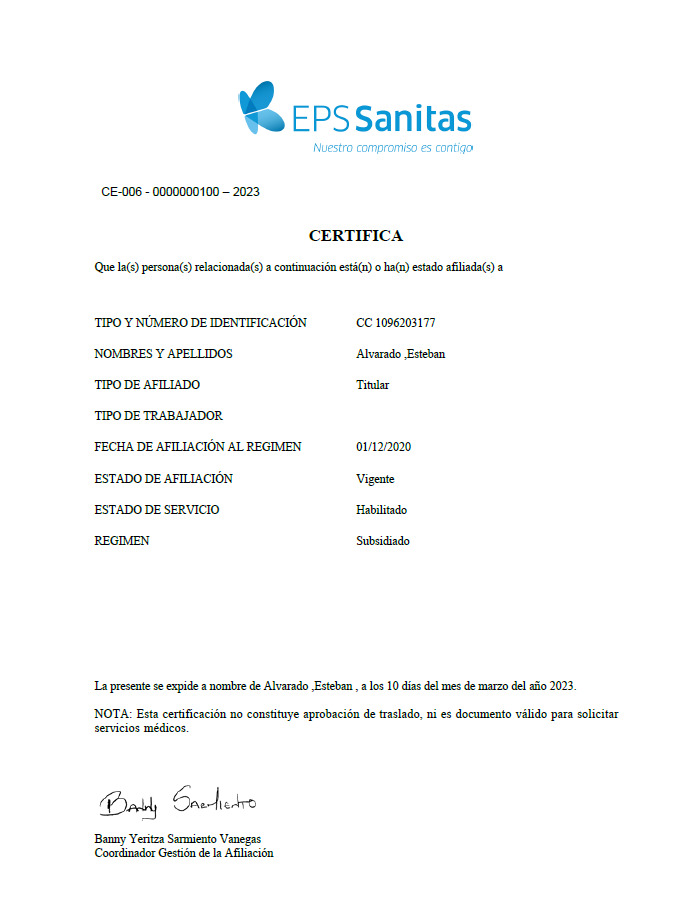 EPS Sanitas
Nuestro compromiso es contigo
CE-006 - 0000000100 – 2023
CERTIFICA
Que la(s) persona(s) relacionada(s) a continuación está(n) o ha(n) estado afiliada(s) a
TIPO Y NÚMERO DE IDENTIFICACIÓN CC 1096203177
NOMBRES Y APELLIDOS Alvarado ,Esteban
TIPO DE AFILIADO Titular
TIPO DE TRABAJADOR
FECHA DE AFILIACIÓN AL REGIMEN 01/12/2020
ESTADO DE AFILIACIÓN Vigente
ESTADO DE SERVICIO Habilitado
REGIMEN Subsidiado
La presente se expide a nombre de Alvarado ,Esteban , a los 10 días del mes de marzo del año 2023.
NOTA: Esta certificación no constituye aprobación de traslado, ni es documento válido para solicitar
servicios médicos.
Banny Sarmiento
Banny Yeritza Sarmiento Vanegas
Coordinador Gestión de la Afiliación